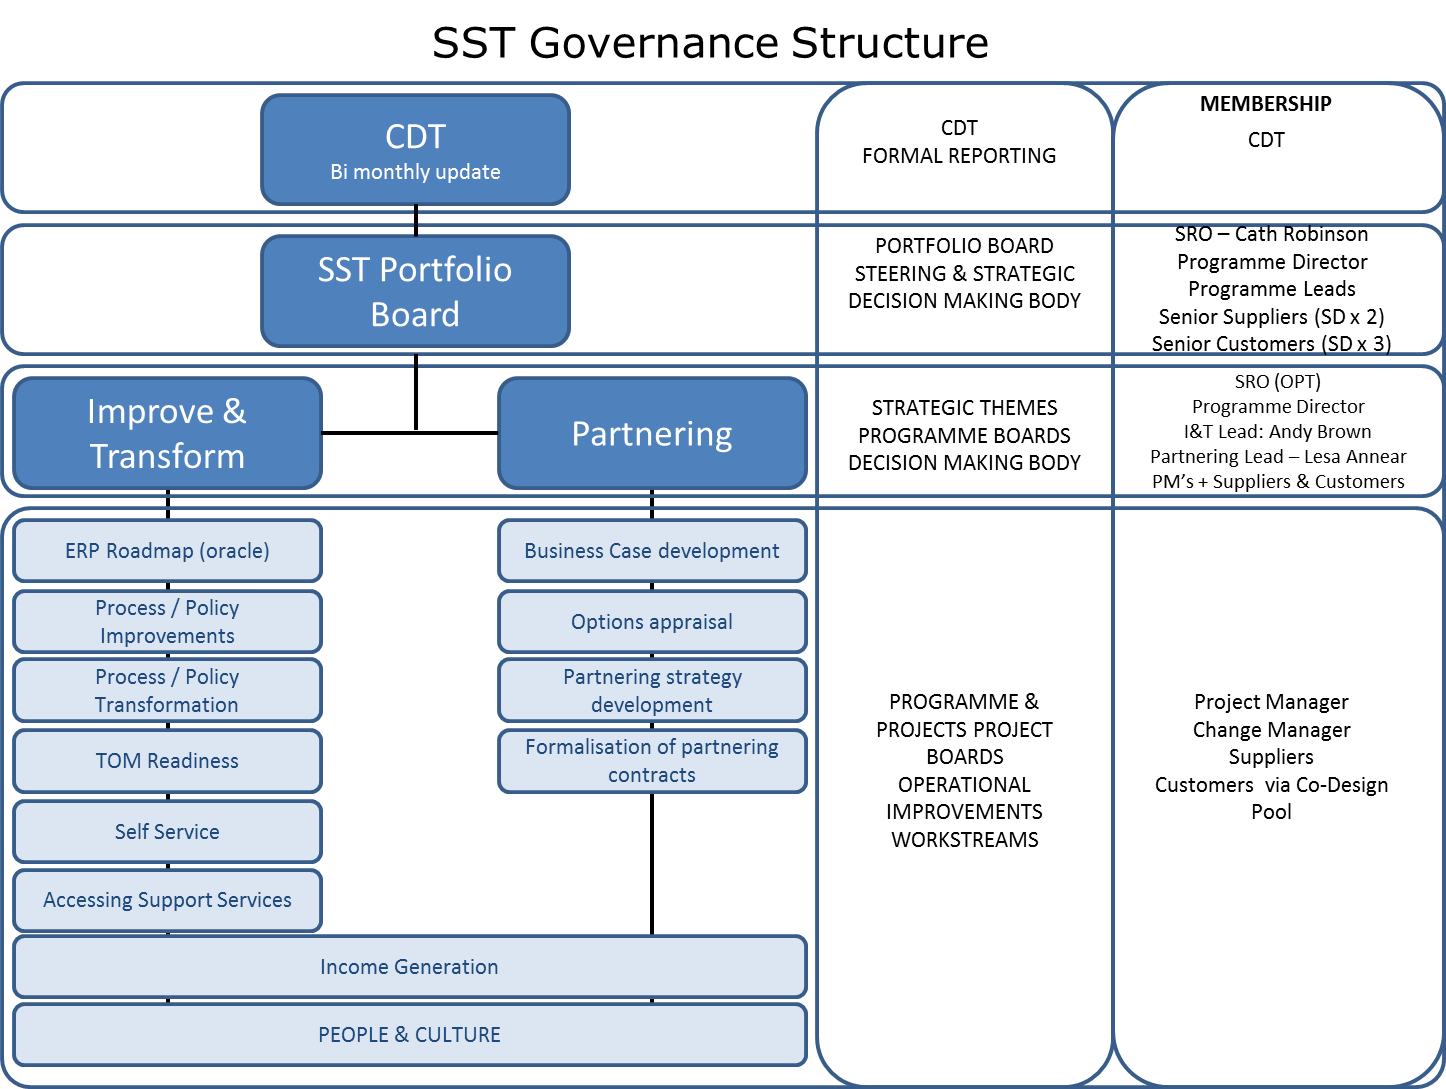 SST Governance Structure
CDT
Bi monthly update
CDT
FORMAL REPORTING
MEMBERSHIP
CDT
SST Portfolio
Board
PORTFOLIO BOARD
STEERING & STRATEGIC
DECISION MAKING BODY
SRO – Cath Robinson
Programme Director
Programme Leads
Senior Suppliers (SD x 2)
Senior Customers (SD x 3)
Improve &
Transform
Partnering
STRATEGIC THEMES
PROGRAMME BOARDS
DECISION MAKING BODY
SRO (OPT)
Programme Director
I&T Lead: Andy Brown
Partnering Lead – Lesa Annear
PM's + Suppliers & Customers
ERP Roadmap (oracle)
Process / Policy
Improvements
Process / Policy
Transformation
TOM Readiness
Self Service
Accessing Support Services
Business Case development
Options appraisal
Partnering strategy
development
Formalisation of partnering
contracts
Income Generation
PEOPLE & CULTURE
PROGRAMME &
PROJECTS PROJECT
BOARDS
OPERATIONAL
IMPROVEMENTS
WORKSTREAMS
Project Manager
Change Manager
Suppliers
Customers  via Co-Design
Pool